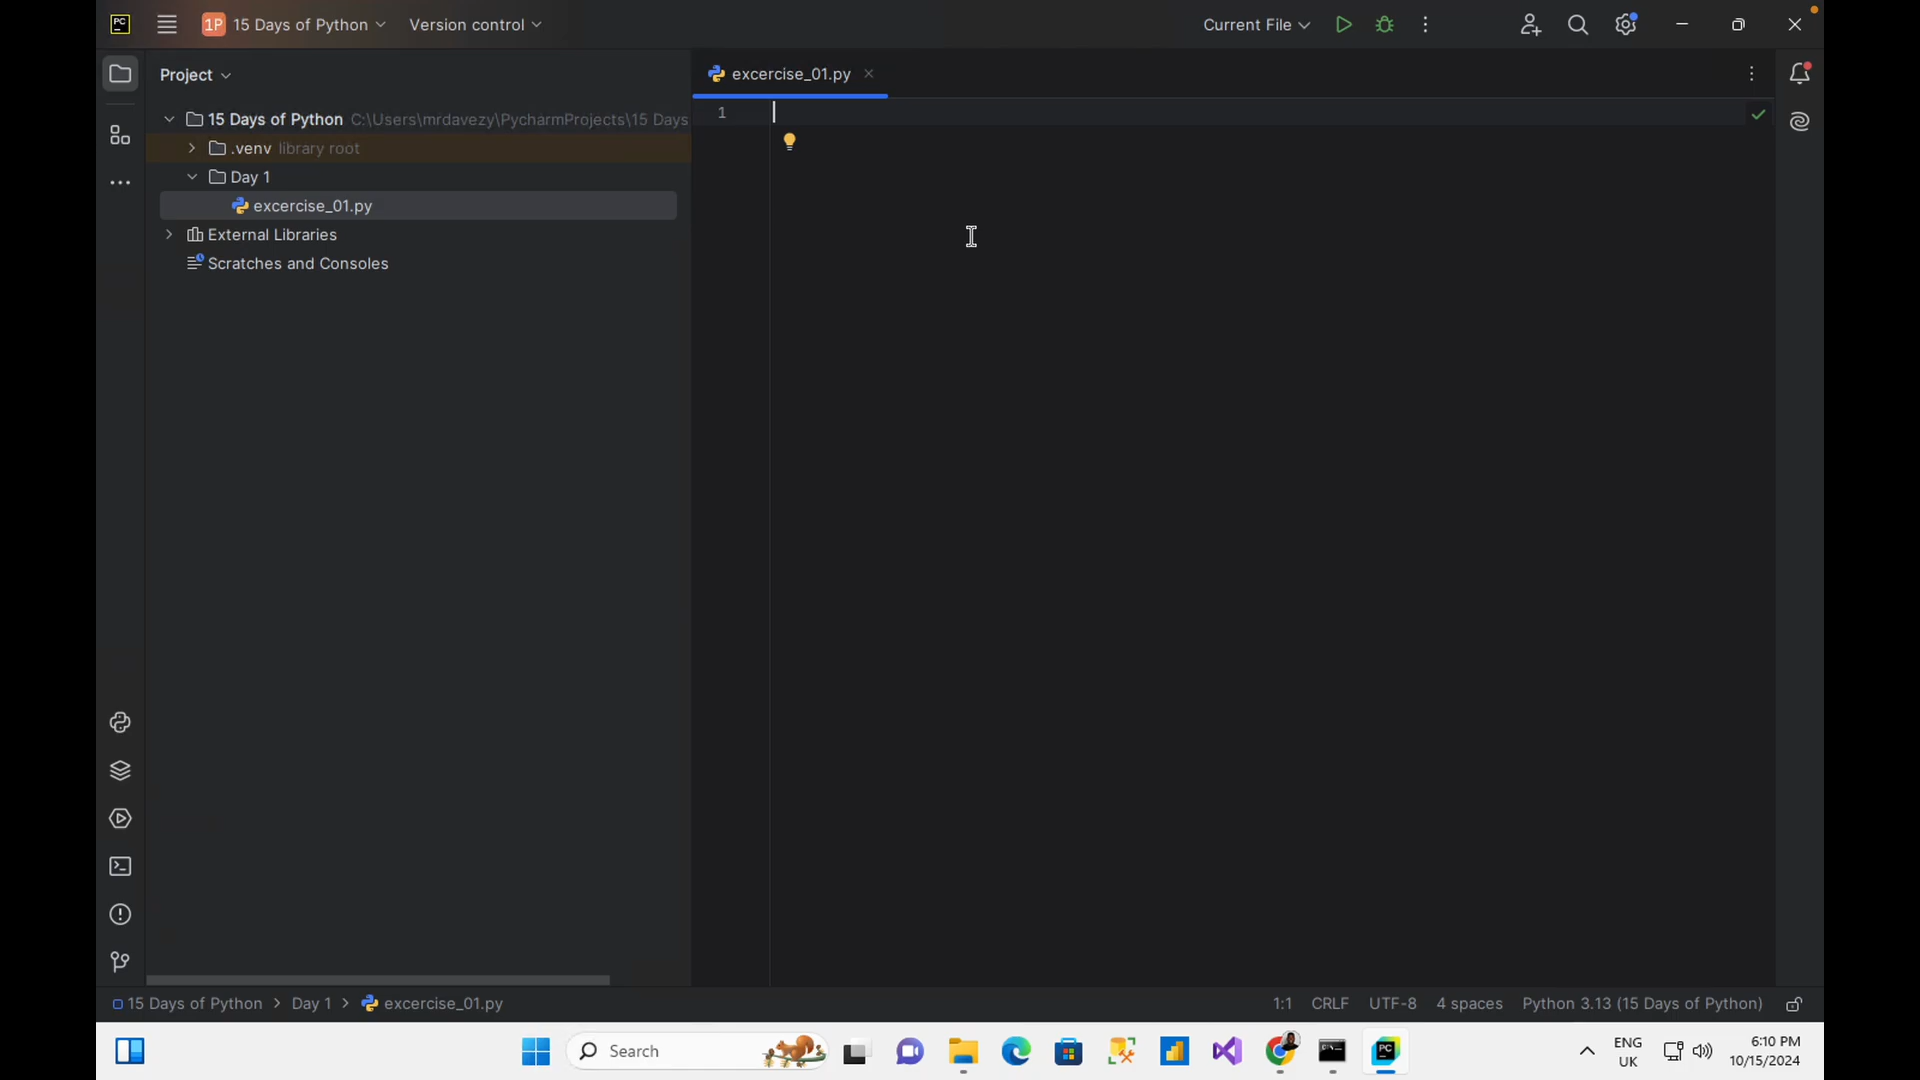 PC
1P 15 Days of Python Version control Current File
Project
excercise_01.py
15 Days of Python C:\Users\mrdavezy\PycharmProjects\15 Days
1
.venv library root
Day 1
excercise_01.py
External Libraries
Scratches and Consoles
15 Days of Python > Day 1 > excercise_01.py 1:1 CRLF UTF-8 4 spaces Python 3.13 (15 Days of Python)
Search
PC
ENG
UK
6:10 PM
10/15/2024